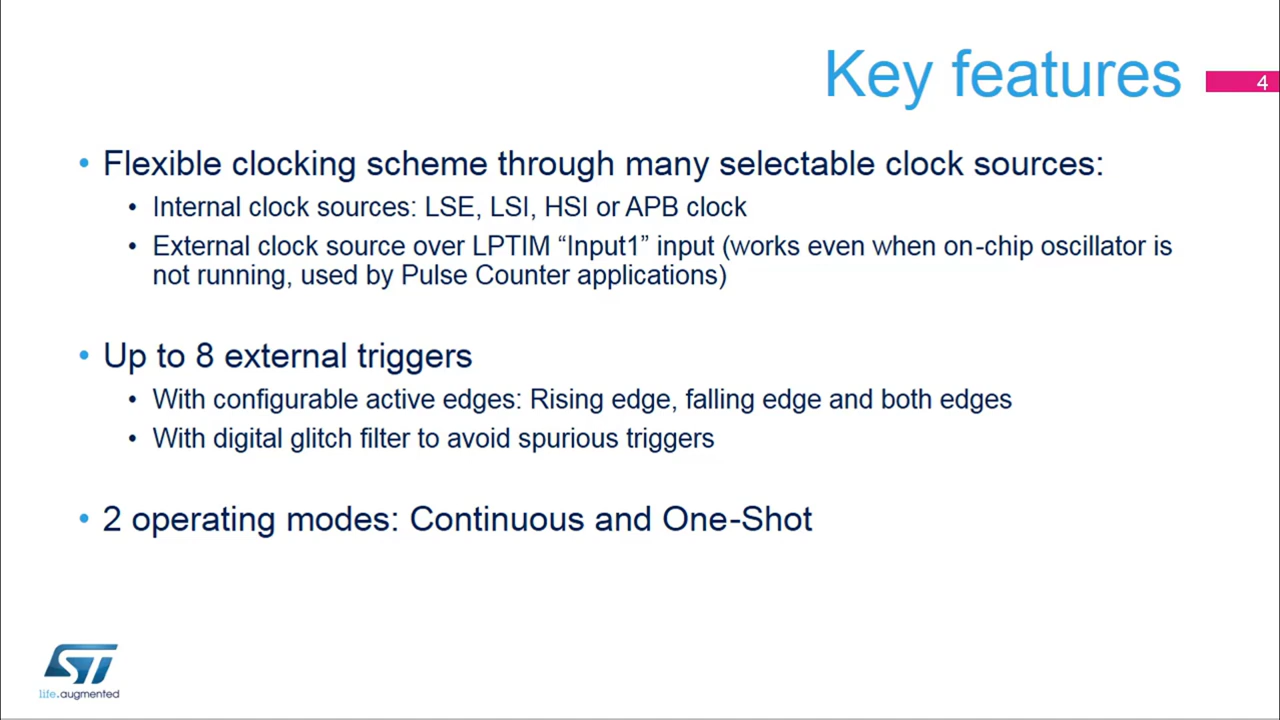 Key features
4
• Flexible clocking scheme through many selectable clock sources:
• Internal clock sources: LSE, LSI, HSI or APB clock
• External clock source over LPTIM “Input1” input (works even when on-chip oscillator is
not running, used by Pulse Counter applications)
• Up to 8 external triggers
• With configurable active edges: Rising edge, falling edge and both edges
• With digital glitch filter to avoid spurious triggers
• 2 operating modes: Continuous and One-Shot
ST
life.augmented